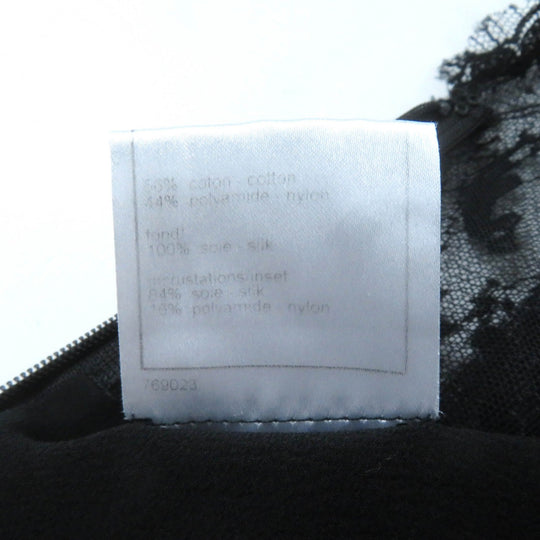 56% coton - cotton
44% polyamide - nylon
fond/
100% soie - silk
incrustations inset
84% soie - silk
16% polyamide - nylon
769023